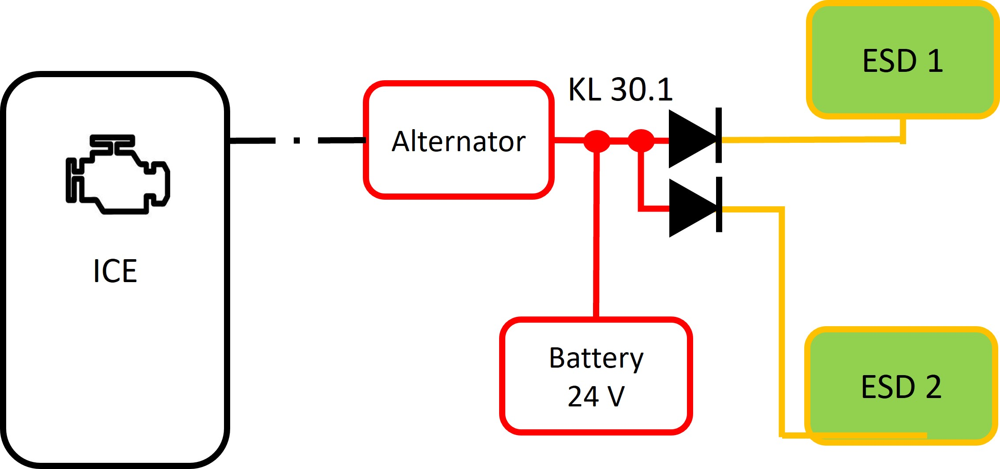 ESD 1
KL 30.1
Alternator
ICE
Battery
24 V
ESD 2